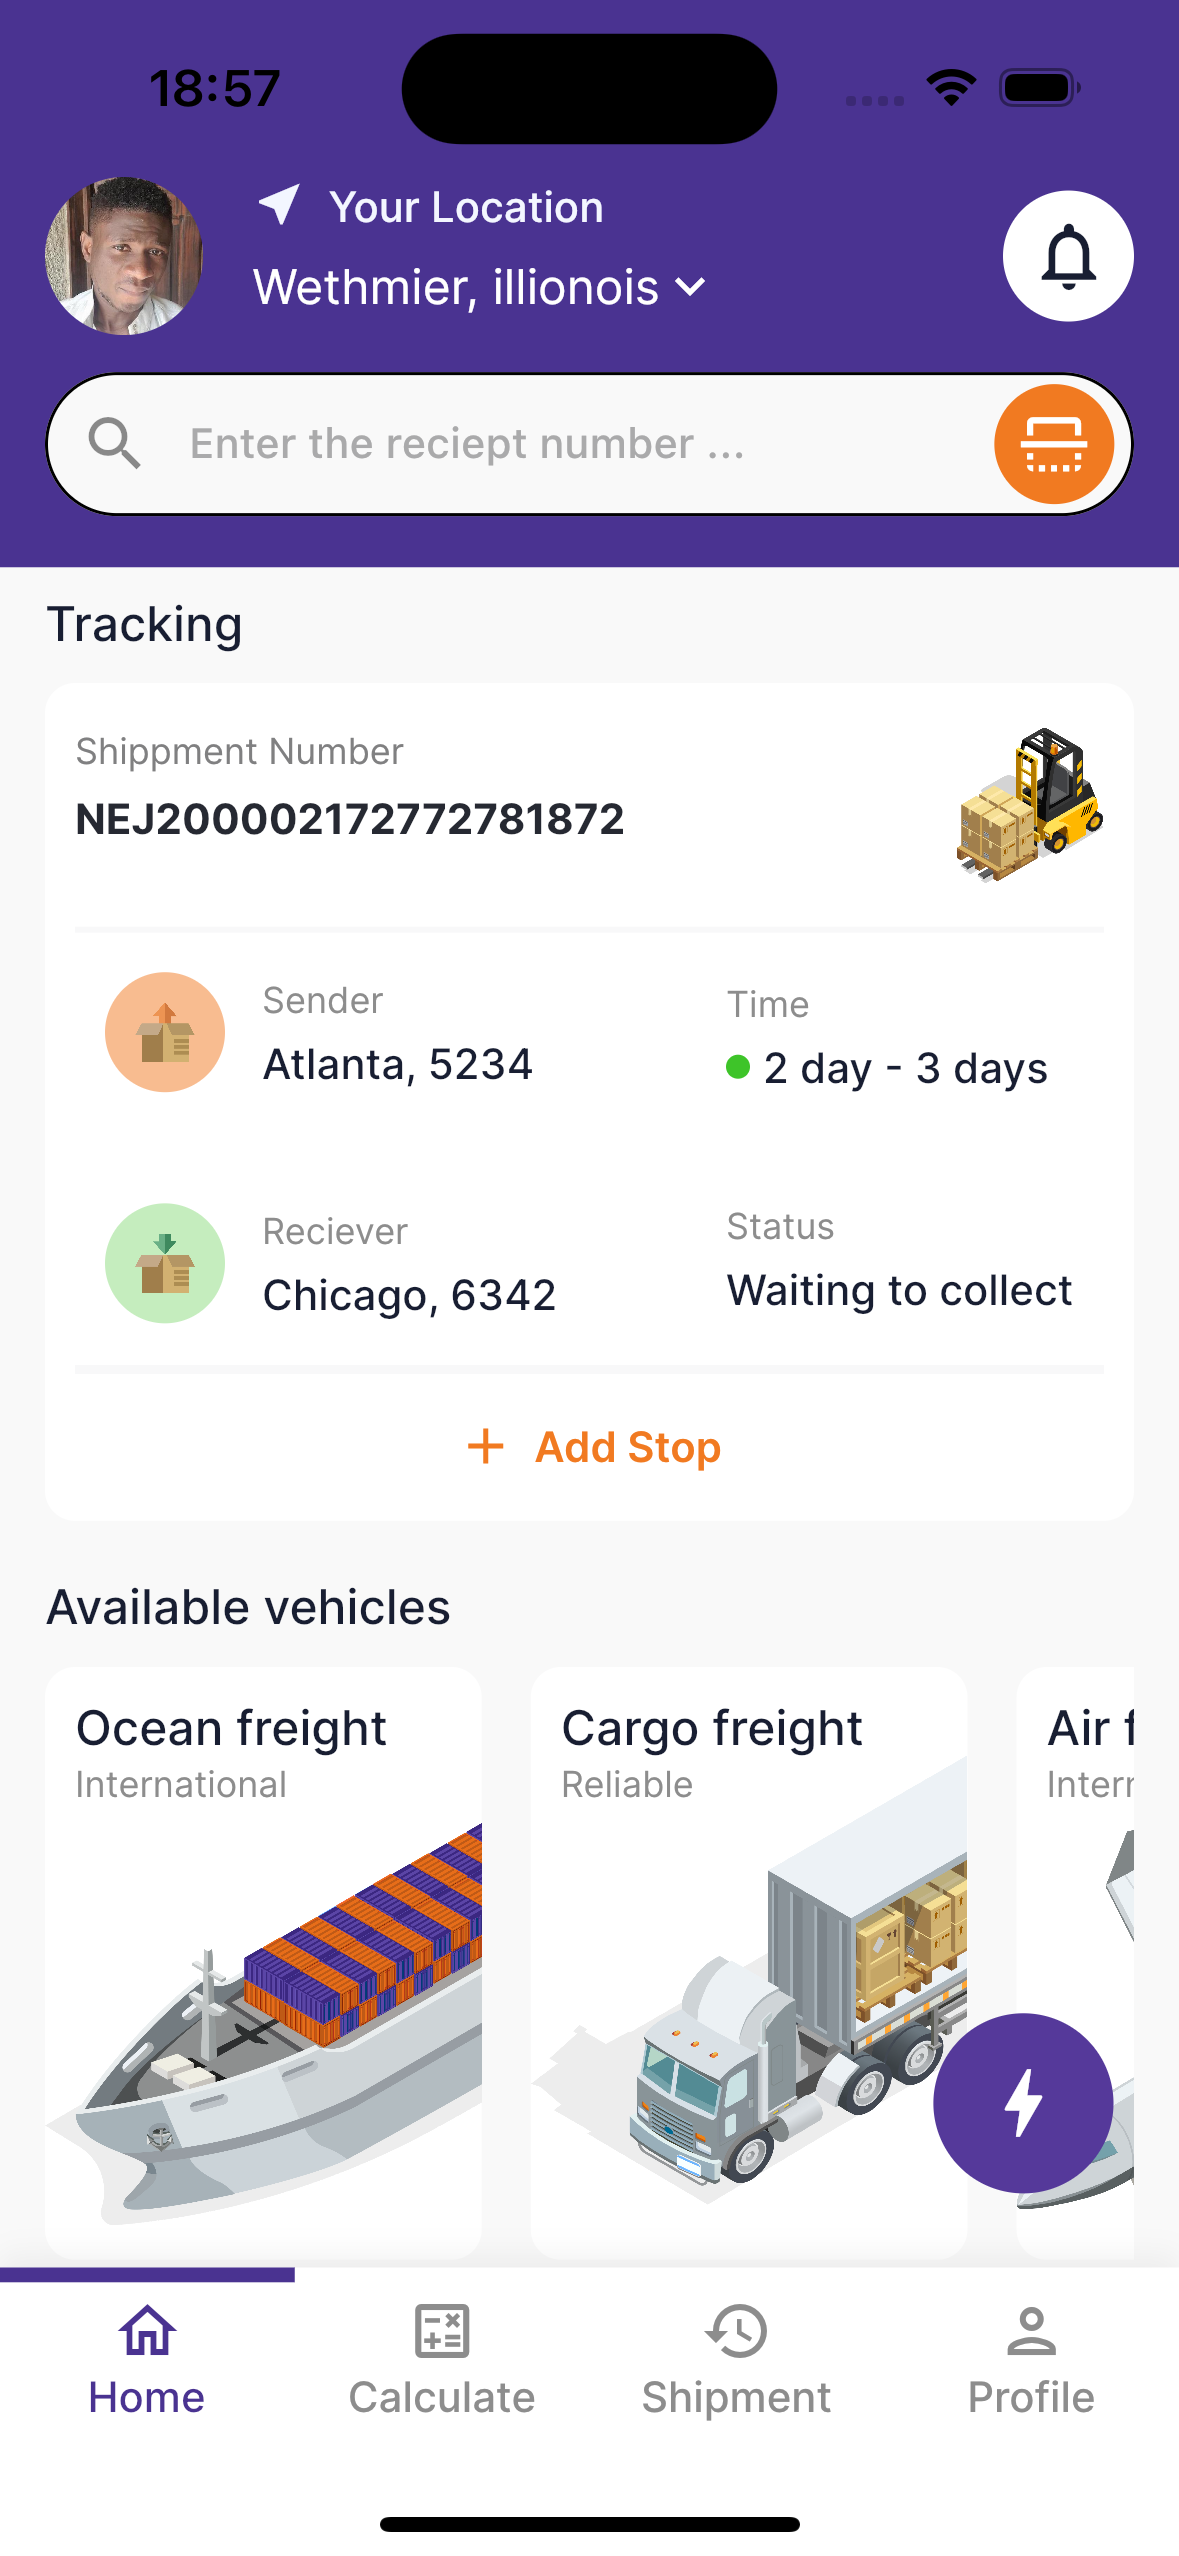 18:57
Your Location
Wethmier, illionois
Enter the reciept number ...
Tracking
Shippment Number
NEJ200002172772781872
Sender
Atlanta, 5234
Time
2 day - 3 days
Reciever
Chicago, 6342
Status
Waiting to collect
Add Stop
Available vehicles
Ocean freight
International
Cargo freight
Reliable
Air
Home
Calculate
Shipment
Profile